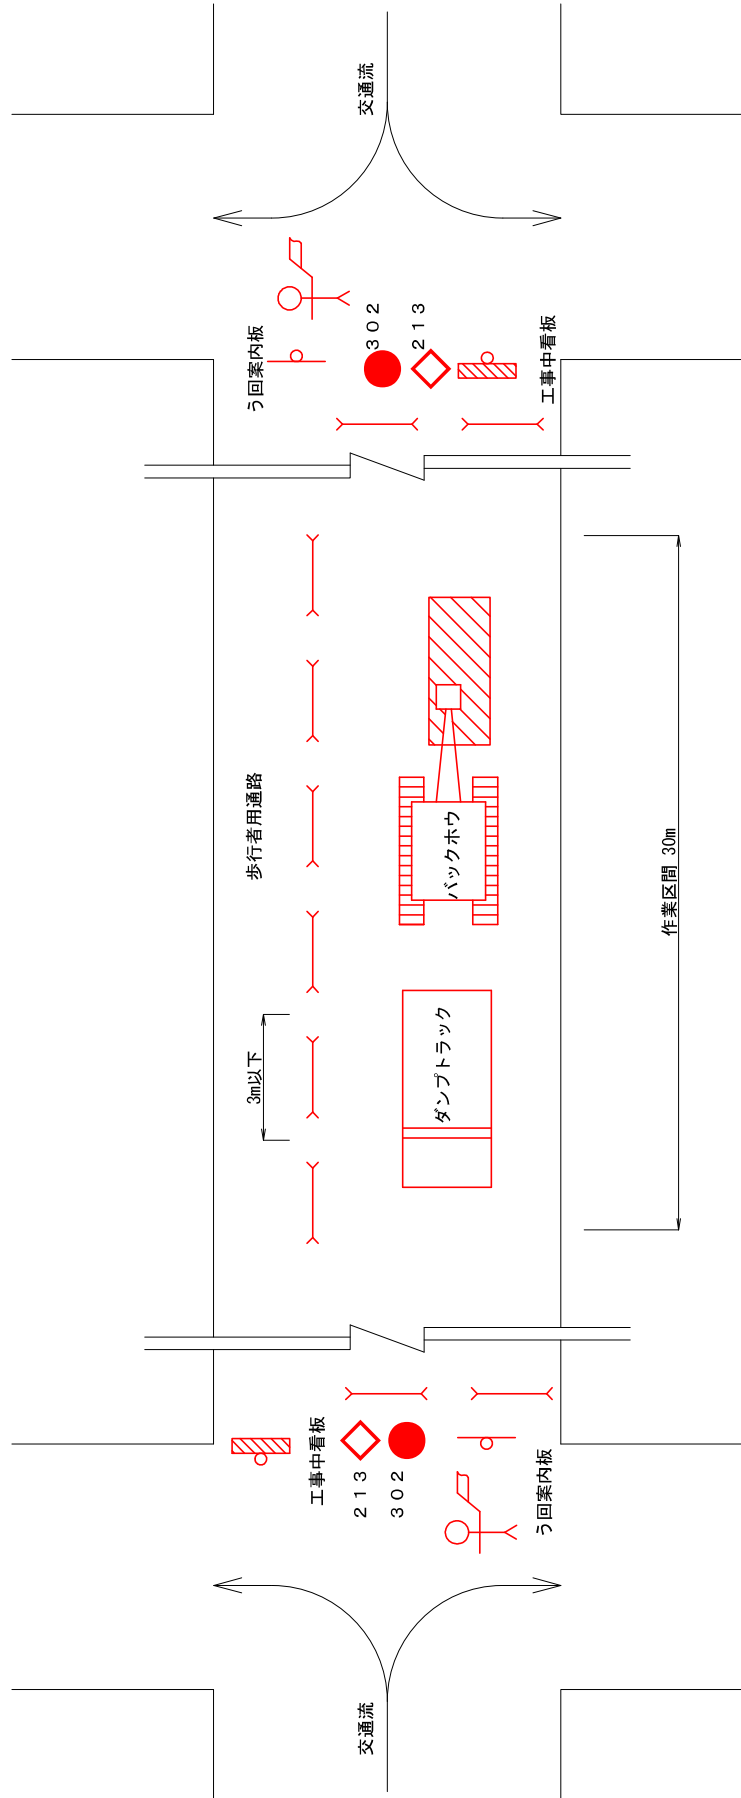 交通流
う回案内板
302
213
工事中看板
歩行者用通路
バックホウ
作業区間 30m
3m以下
ダンプトラック
工事中看板
213
302
う回案内板
交通流